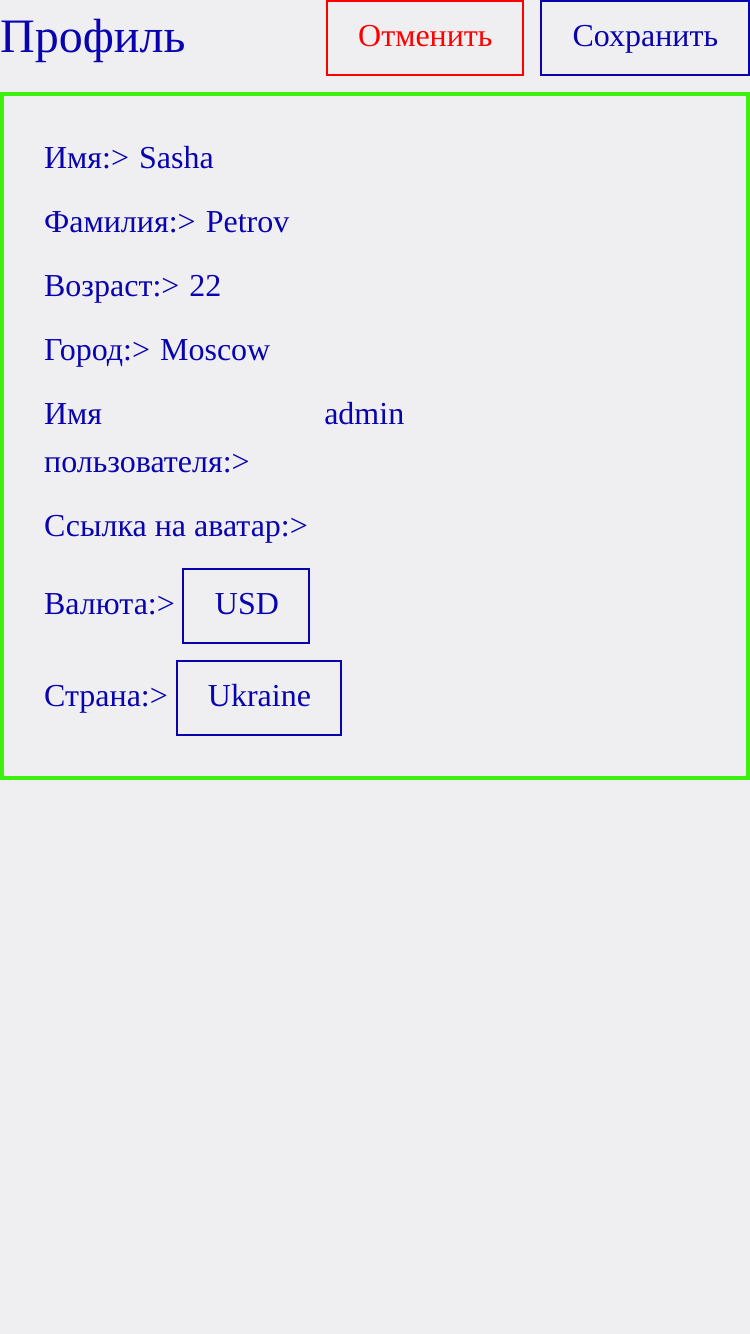 Профиль Отменить Сохранить
Имя:> Sasha
Фамилия:> Petrov
Возраст:> 22
Город:> Moscow
Имя admin
пользователя:>
Ссылка на аватар:>
Валюта:> USD
Страна:> Ukraine